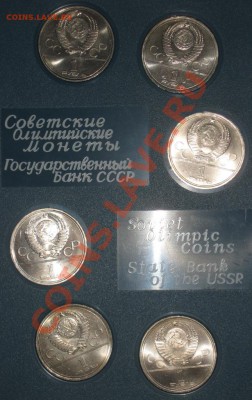 Советские
Олимпийские
Монеты
Государственный
Банк СССР
Soviet
Olympic
Coins
State Bank
of the USSR
COINS.LAVE.RU